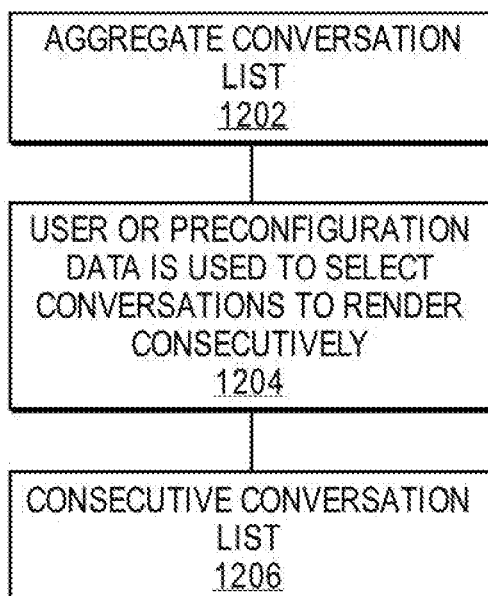 AGGREGATE CONVERSATION
LIST
1202
USER OR PRECONFIGURATION
DATA IS USED TO SELECT
CONVERSATIONS TO RENDER
CONSECUTIVELY
1204
CONSECUTIVE CONVERSATION
LIST
1206